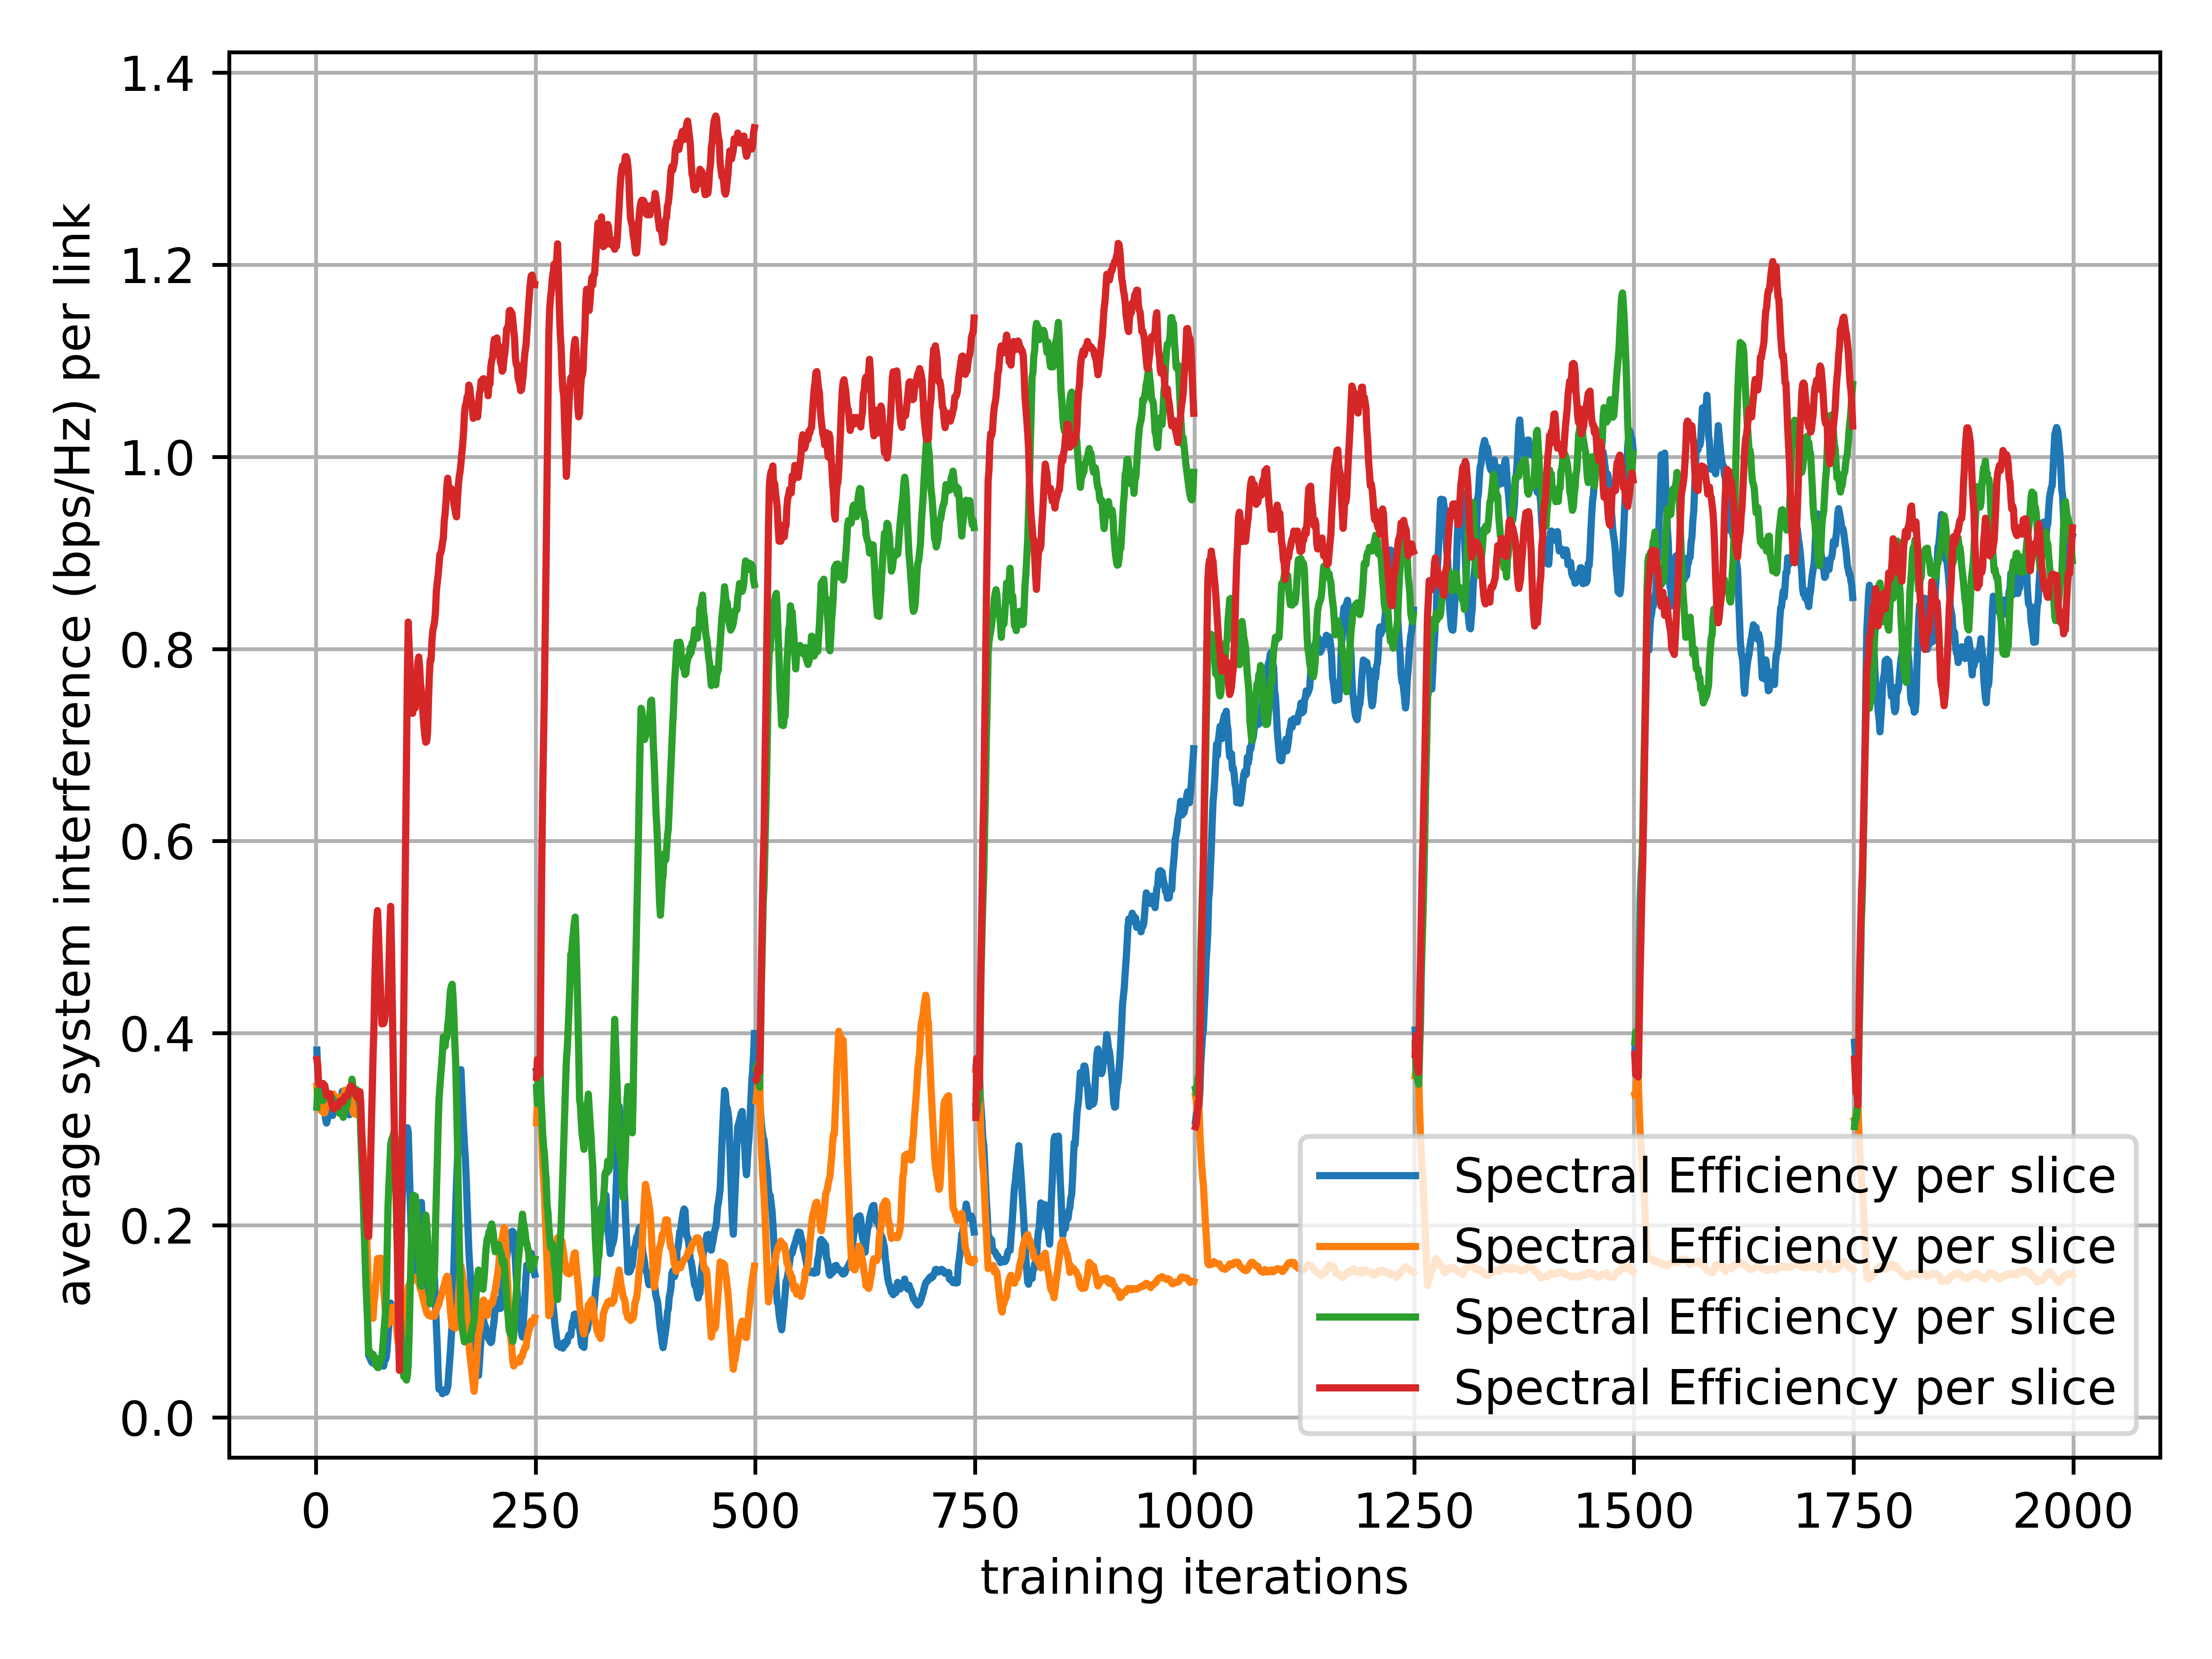 1.4
1.2
1.0
0.8
0.6
0.4
0.2
0.0
average system interference (bps/Hz) per link
Spectral Efficiency per slice
Spectral Efficiency per slice
Spectral Efficiency per slice
Spectral Efficiency per slice
0 250 500 750 1000 1250 1500 1750 2000
training iterations